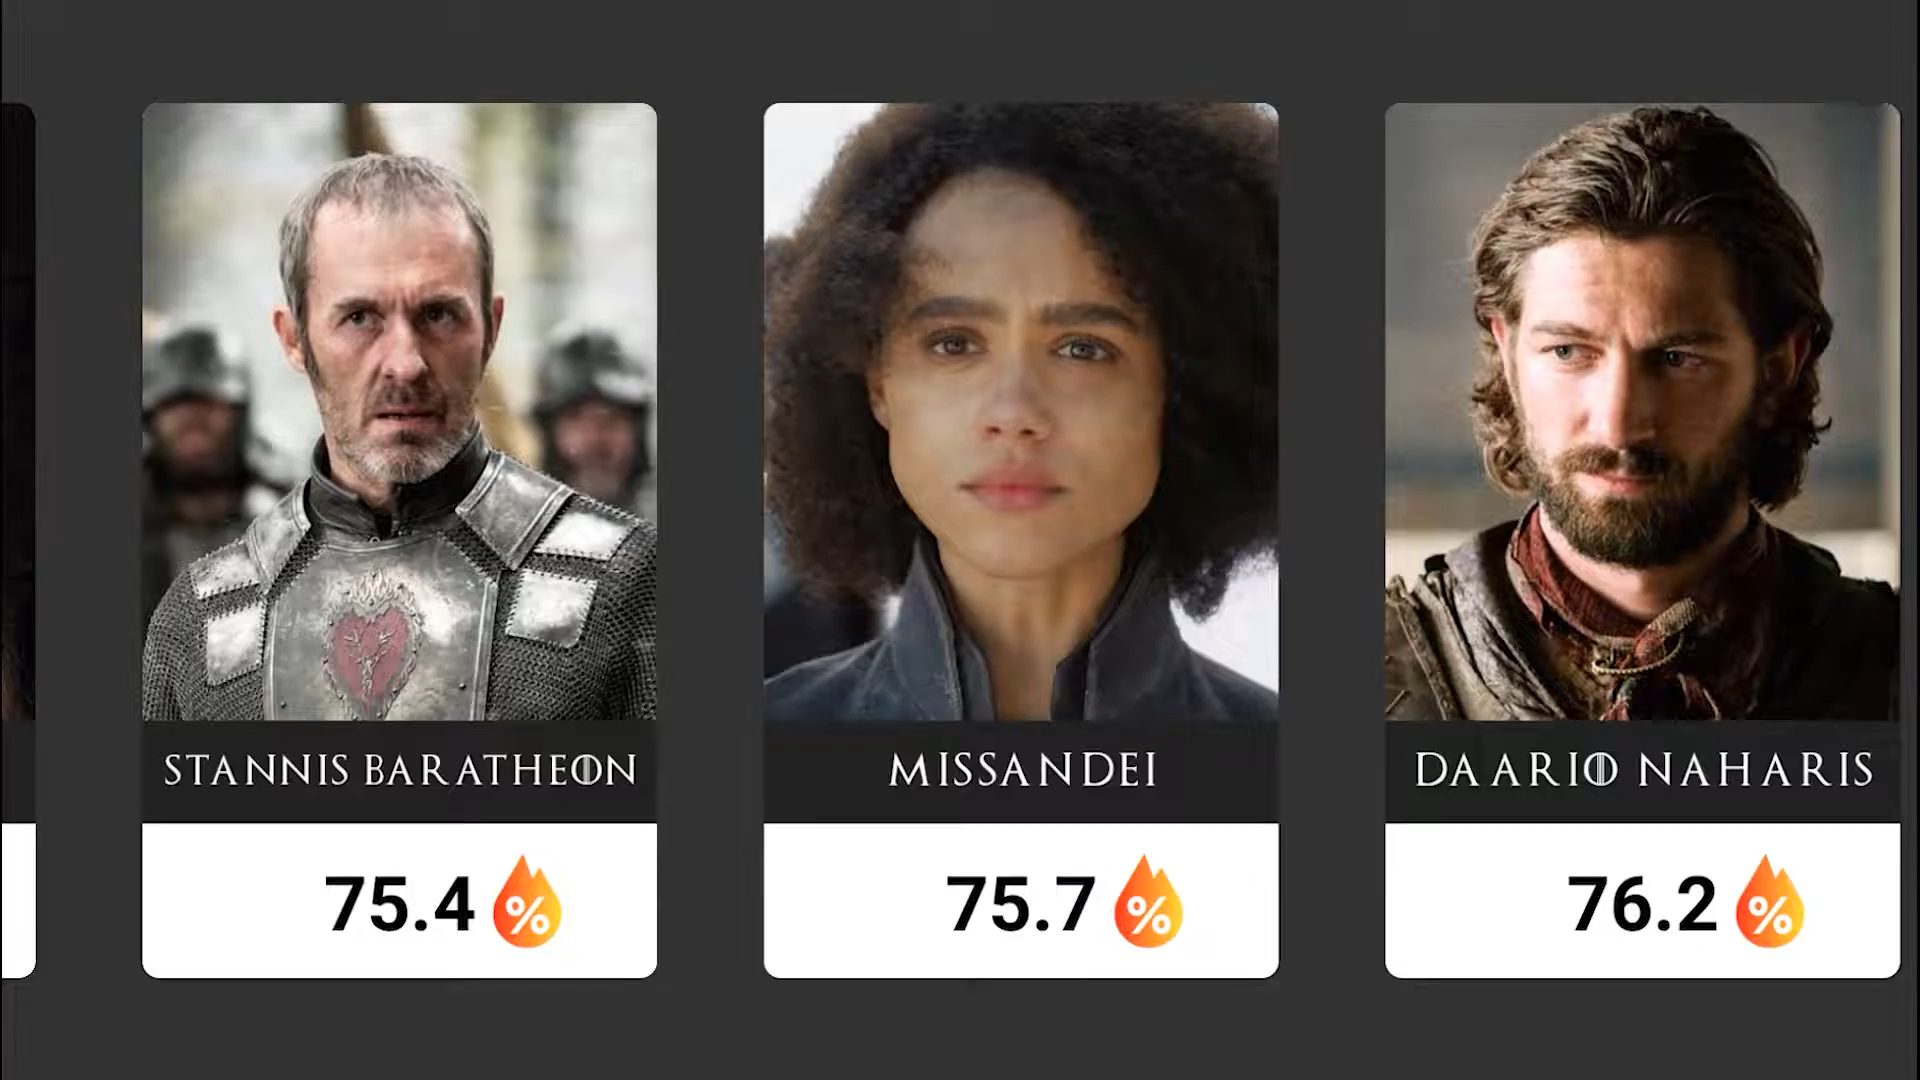 STANNIS BARATHEON
75.4 %
MISSANDEI
75.7 %
DAARIO NAHARIS
76.2 %